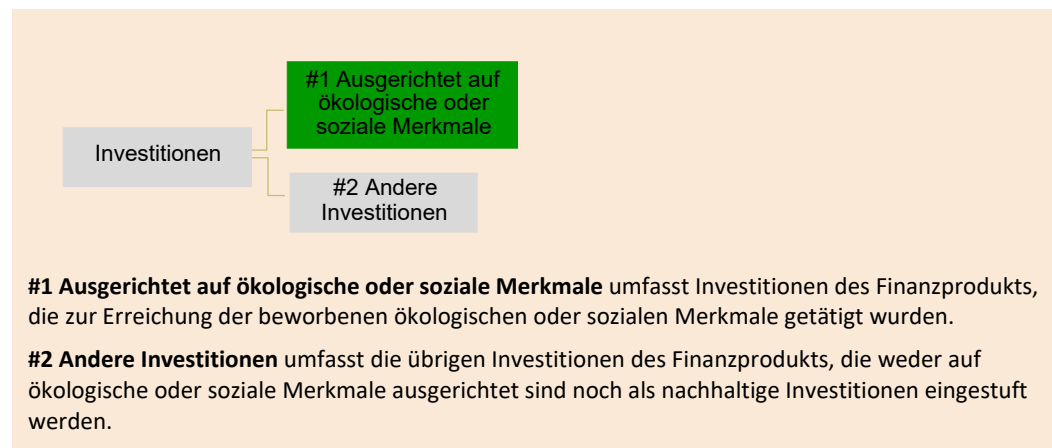 #1 Ausgerichtet auf
ökologische oder
soziale Merkmale
Investitionen
#2 Andere
Investitionen
#1 Ausgerichtet auf ökologische oder soziale Merkmale umfasst Investitionen des Finanzprodukts,
die zur Erreichung der beworbenen ökologischen oder sozialen Merkmale getätigt wurden.
#2 Andere Investitionen umfasst die übrigen Investitionen des Finanzprodukts, die weder auf
ökologische oder soziale Merkmale ausgerichtet sind noch als nachhaltige Investitionen eingestuft
werden.